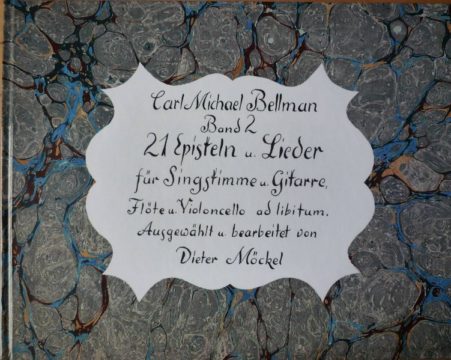 Carl Michael Bellman
Band 2
21 Episteln u. Lieder
für Singstimme u. Gitarre,
Flöte u. Violoncello ad libitum.
Ausgewählt u. bearbeitet von
Dieter Möckel